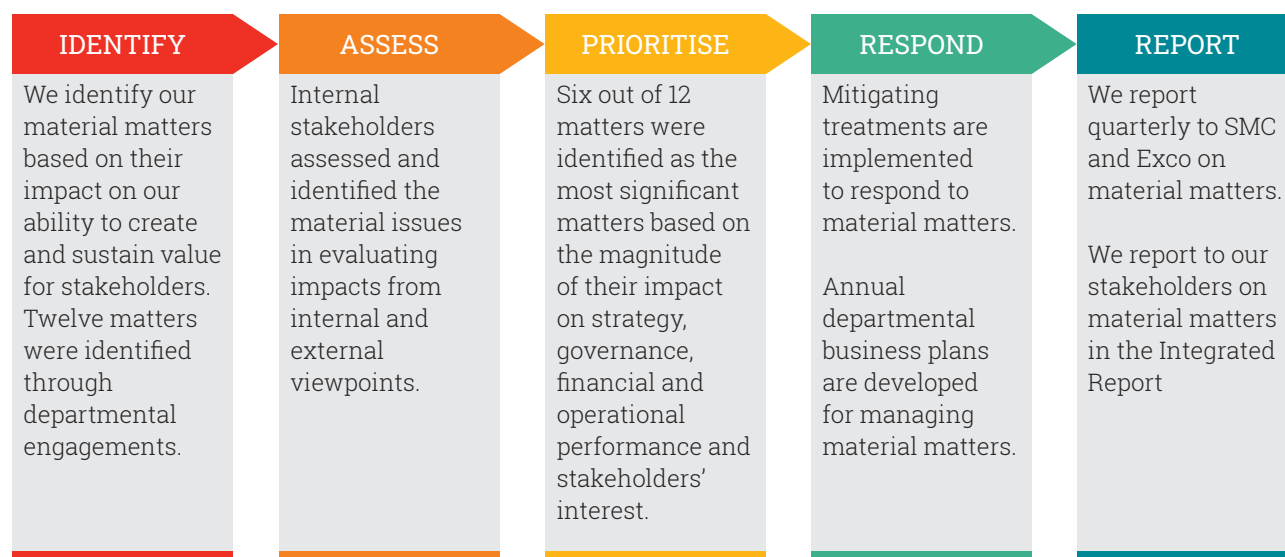 IDENTIFY
We identify our
material matters
based on their
impact on our
ability to create
and sustain value
for stakeholders.
Twelve matters
were identified
through
departmental
engagements.
ASSESS
Internal
stakeholders
assessed and
identified the
material issues
in evaluating
impacts from
internal and
external
viewpoints.
PRIORITISE
Six out of 12
matters were
identified as the
most significant
matters based on
the magnitude
of their impact
on strategy,
governance,
financial and
operational
performance and
stakeholders’
interest.
RESPOND
Mitigating
treatments are
implemented
to respond to
material matters.
Annual
departmental
business plans
are developed
for managing
material matters.
REPORT
We report
quarterly to SMC
and Exco on
material matters.
We report to our
stakeholders on
material matters
in the Integrated
Report